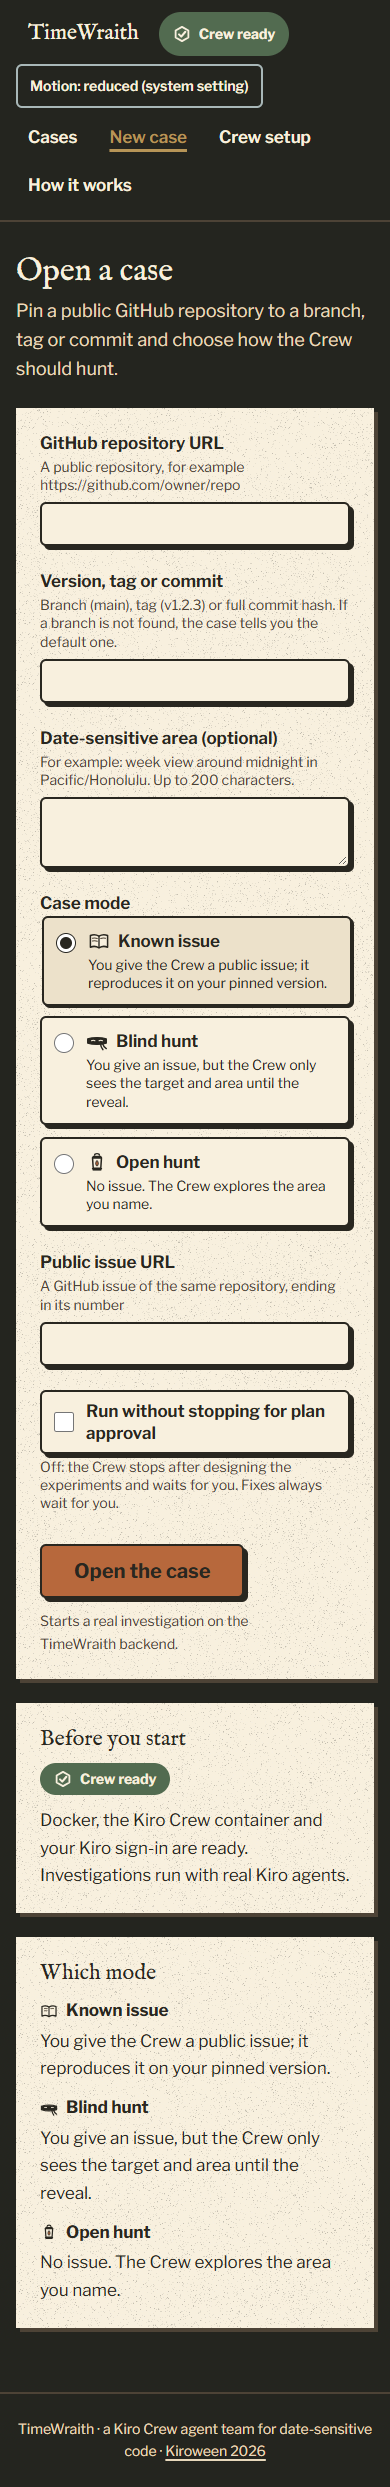 TimeWraith
Crew ready
Motion: reduced (system setting)
Cases
New case
Crew setup
How it works
Open a case
Pin a public GitHub repository to a branch,
tag or commit and choose how the Crew
should hunt.
GitHub repository URL
A public repository, for example
https://github.com/owner/repo
Version, tag or commit
Branch (main), tag (v1.2.3) or full commit hash. If
a branch is not found, the case tells you the
default one.
Date-sensitive area (optional)
For example: week view around midnight in
Pacific/Honolulu. Up to 200 characters.
Case mode
Known issue
You give the Crew a public issue; it
reproduces it on your pinned version.
Blind hunt
You give an issue, but the Crew only
sees the target and area until the
reveal.
Open hunt
No issue. The Crew explores the area
you name.
Public issue URL
A GitHub issue of the same repository, ending
in its number
Run without stopping for plan
approval
Off: the Crew stops after designing the
experiments and waits for you. Fixes always
wait for you.
Open the case
Starts a real investigation on the
TimeWraith backend.
Before you start
Crew ready
Docker, the Kiro Crew container and
your Kiro sign-in are ready.
Investigations run with real Kiro agents.
Which mode
Known issue
You give the Crew a public issue; it
reproduces it on your pinned version.
Blind hunt
You give an issue, but the Crew only
sees the target and area until the
reveal.
Open hunt
No issue. The Crew explores the area
you name.
TimeWraith · a Kiro Crew agent team for date-sensitive
code · Kiroween 2026